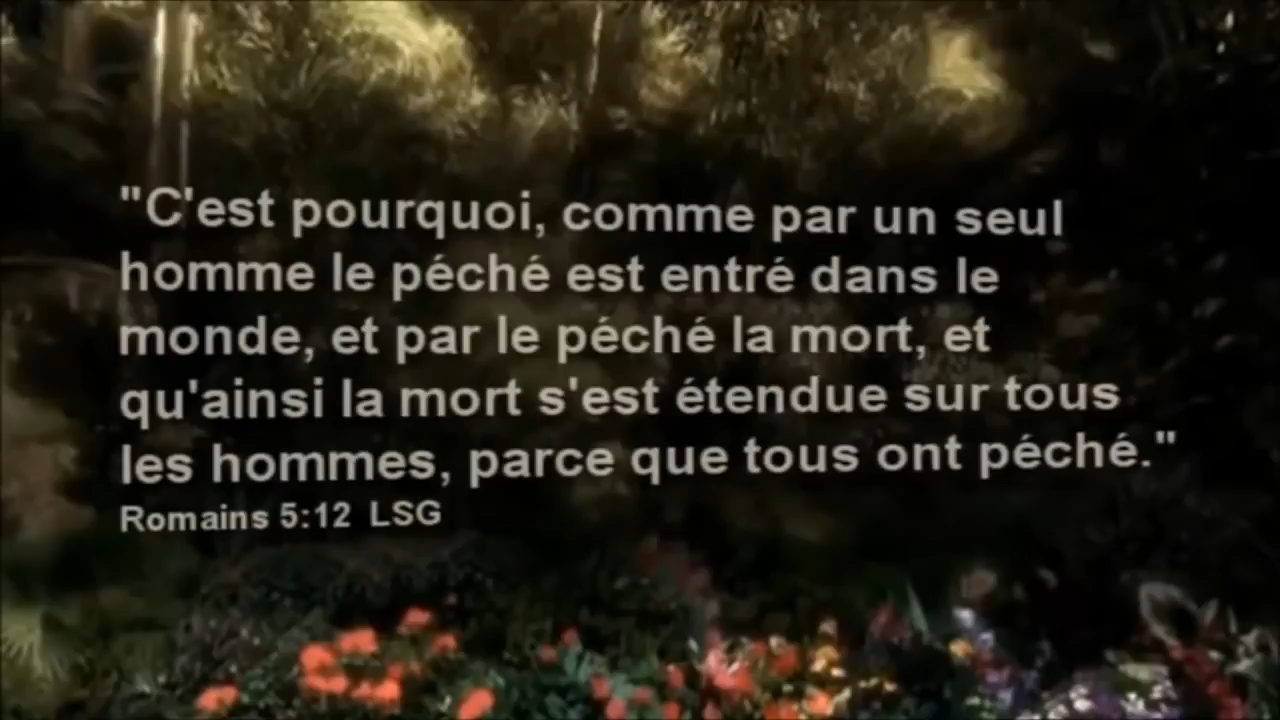 "C'est pourquoi, comme par un seul
homme le péché est entré dans le
monde, et par le péché la mort, et
qu'ainsi la mort s'est étendue sur tous
les hommes, parce que tous ont péché."
Romains 5:12 LSG